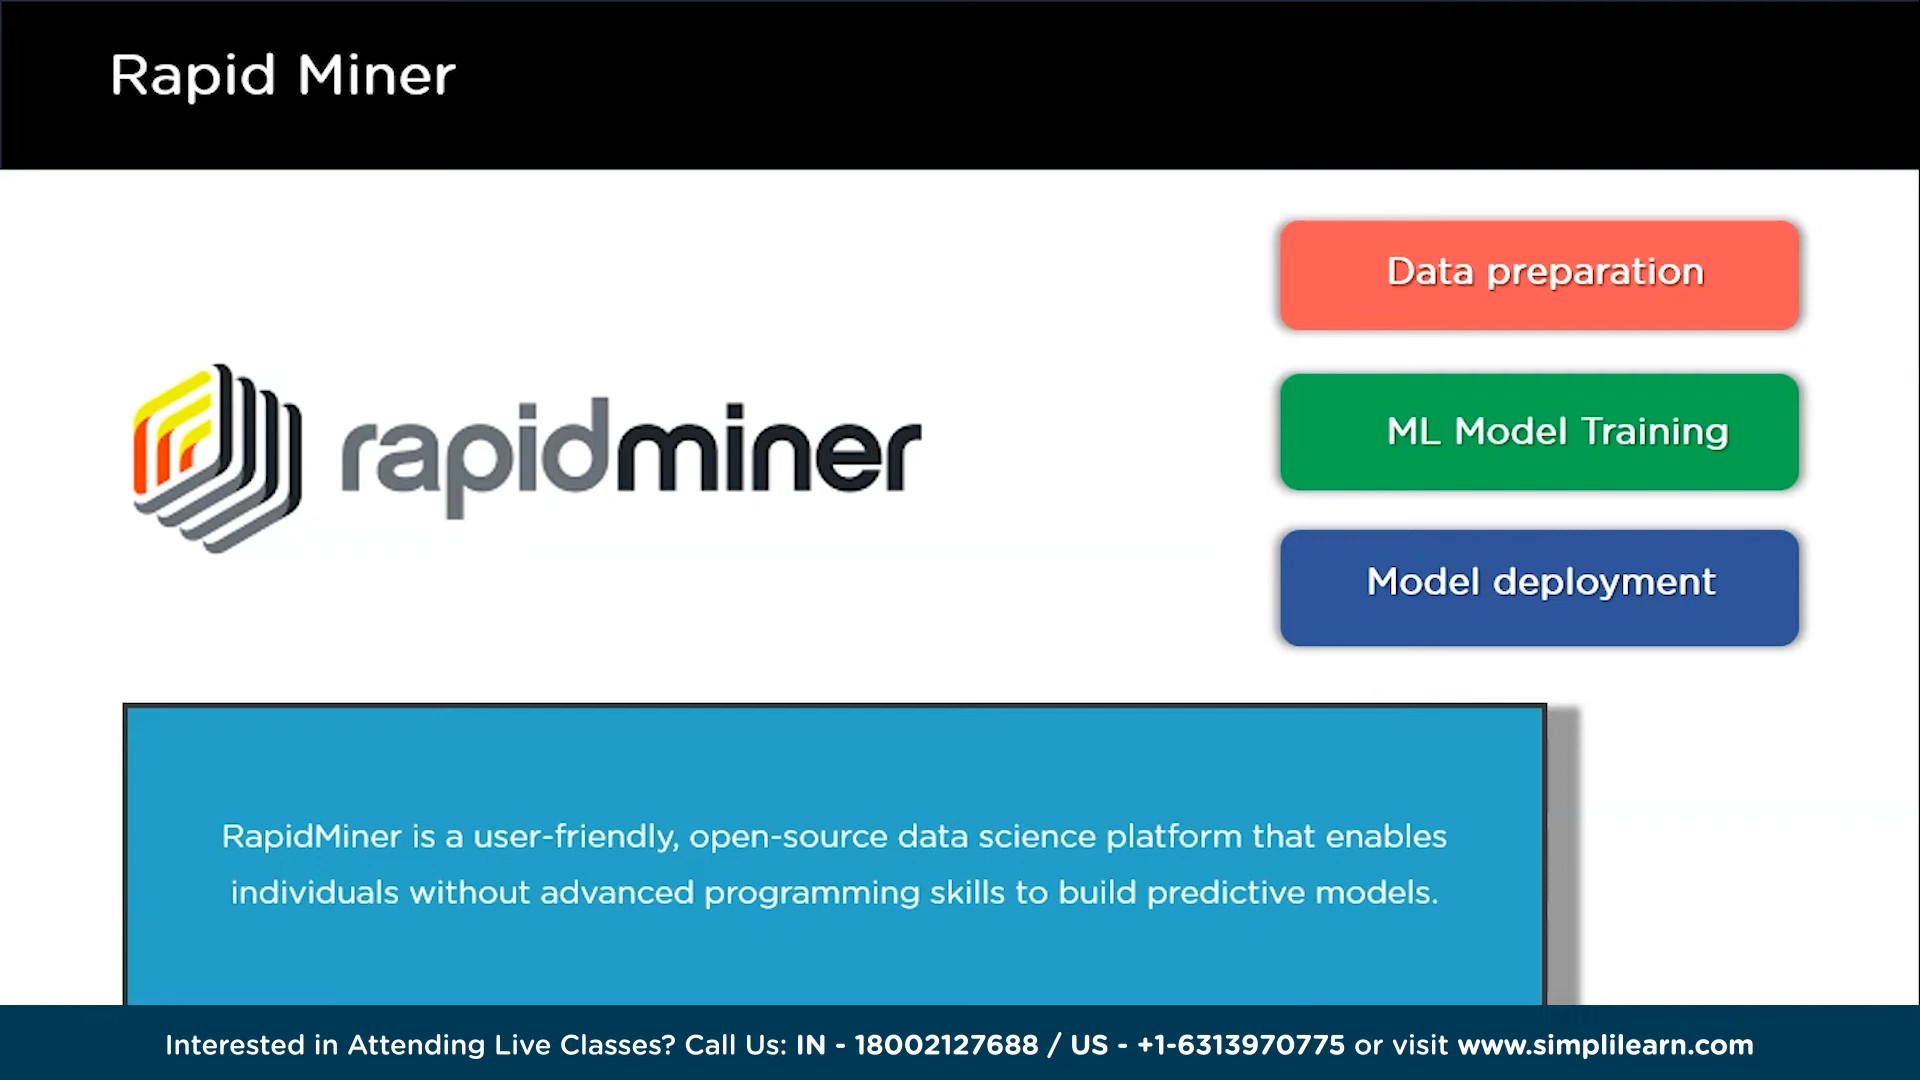 Rapid Miner
rapidminer
Data preparation
ML Model Training
Model deployment
RapidMiner is a user-friendly, open-source data science platform that enables
individuals without advanced programming skills to build predictive models.
Interested in Attending Live Classes? Call Us: IN - 18002127688 / US - +1-6313970775 or visit www.simplilearn.com